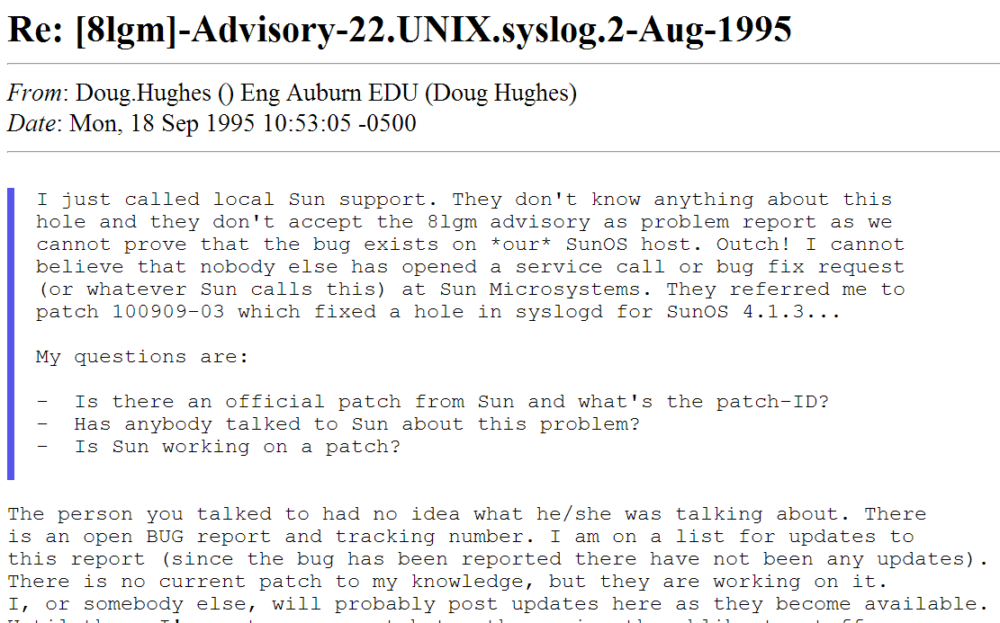 Re: [8lgm]-Advisory-22.UNIX.syslog.2-Aug-1995
From: Doug.Hughes () Eng Auburn EDU (Doug Hughes)
Date: Mon, 18 Sep 1995 10:53:05 -0500
I just called local Sun support. They don't know anything about this
hole and they don't accept the 8lgm advisory as problem report as we
cannot prove that the bug exists on *our* SunOS host. Outch! I cannot
believe that nobody else has opened a service call or bug fix request
(or whatever Sun calls this) at Sun Microsystems. They referred me to
patch 100909-03 which fixed a hole in syslogd for SunOS 4.1.3...
My questions are:
-  Is there an official patch from Sun and what's the patch-ID?
-  Has anybody talked to Sun about this problem?
-  Is Sun working on a patch?
The person you talked to had no idea what he/she was talking about. There
is an open BUG report and tracking number. I am on a list for updates to
this report (since the bug has been reported there have not been any updates).
There is no current patch to my knowledge, but they are working on it.
I, or somebody else, will probably post updates here as they become available.